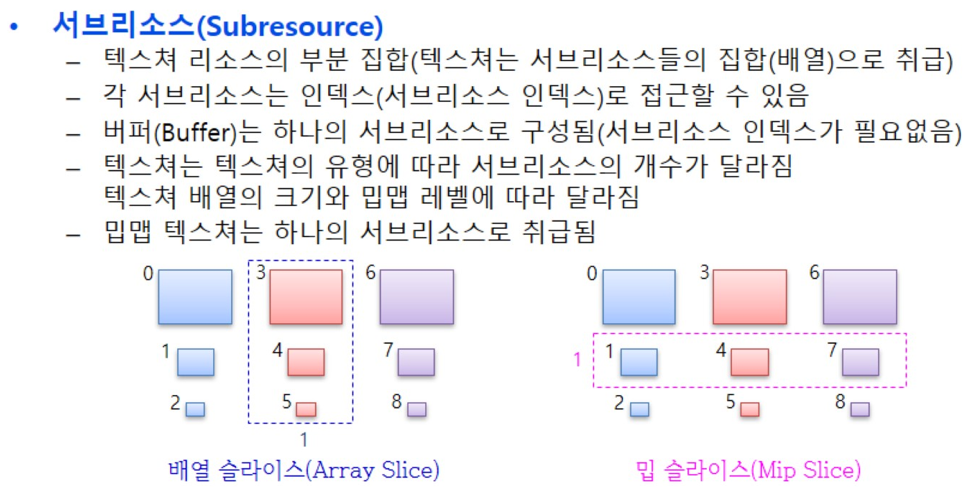 • 서브리소스(Subresource)
– 텍스쳐 리소스의 부분 집합(텍스쳐는 서브리소스들의 집합(배열)으로 취급)
– 각 서브리소스는 인덱스(서브리소스 인덱스)로 접근할 수 있음
– 버퍼(Buffer)는 하나의 서브리소스로 구성됨(서브리소스 인덱스가 필요없음)
– 텍스쳐는 텍스쳐의 유형에 따라 서브리소스의 개수가 달라짐
텍스쳐 배열의 크기와 밉맵 레벨에 따라 달라짐
– 밉맵 텍스쳐는 하나의 서브리소스로 취급됨
0 3 6
1 4 7
2 5 8
1
배열 슬라이스(Array Slice)
0 3 6
1 1 4 7
2 5 8
밉 슬라이스(Mip Slice)